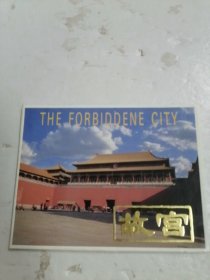 THE FORBIDDENE CITY
故宫